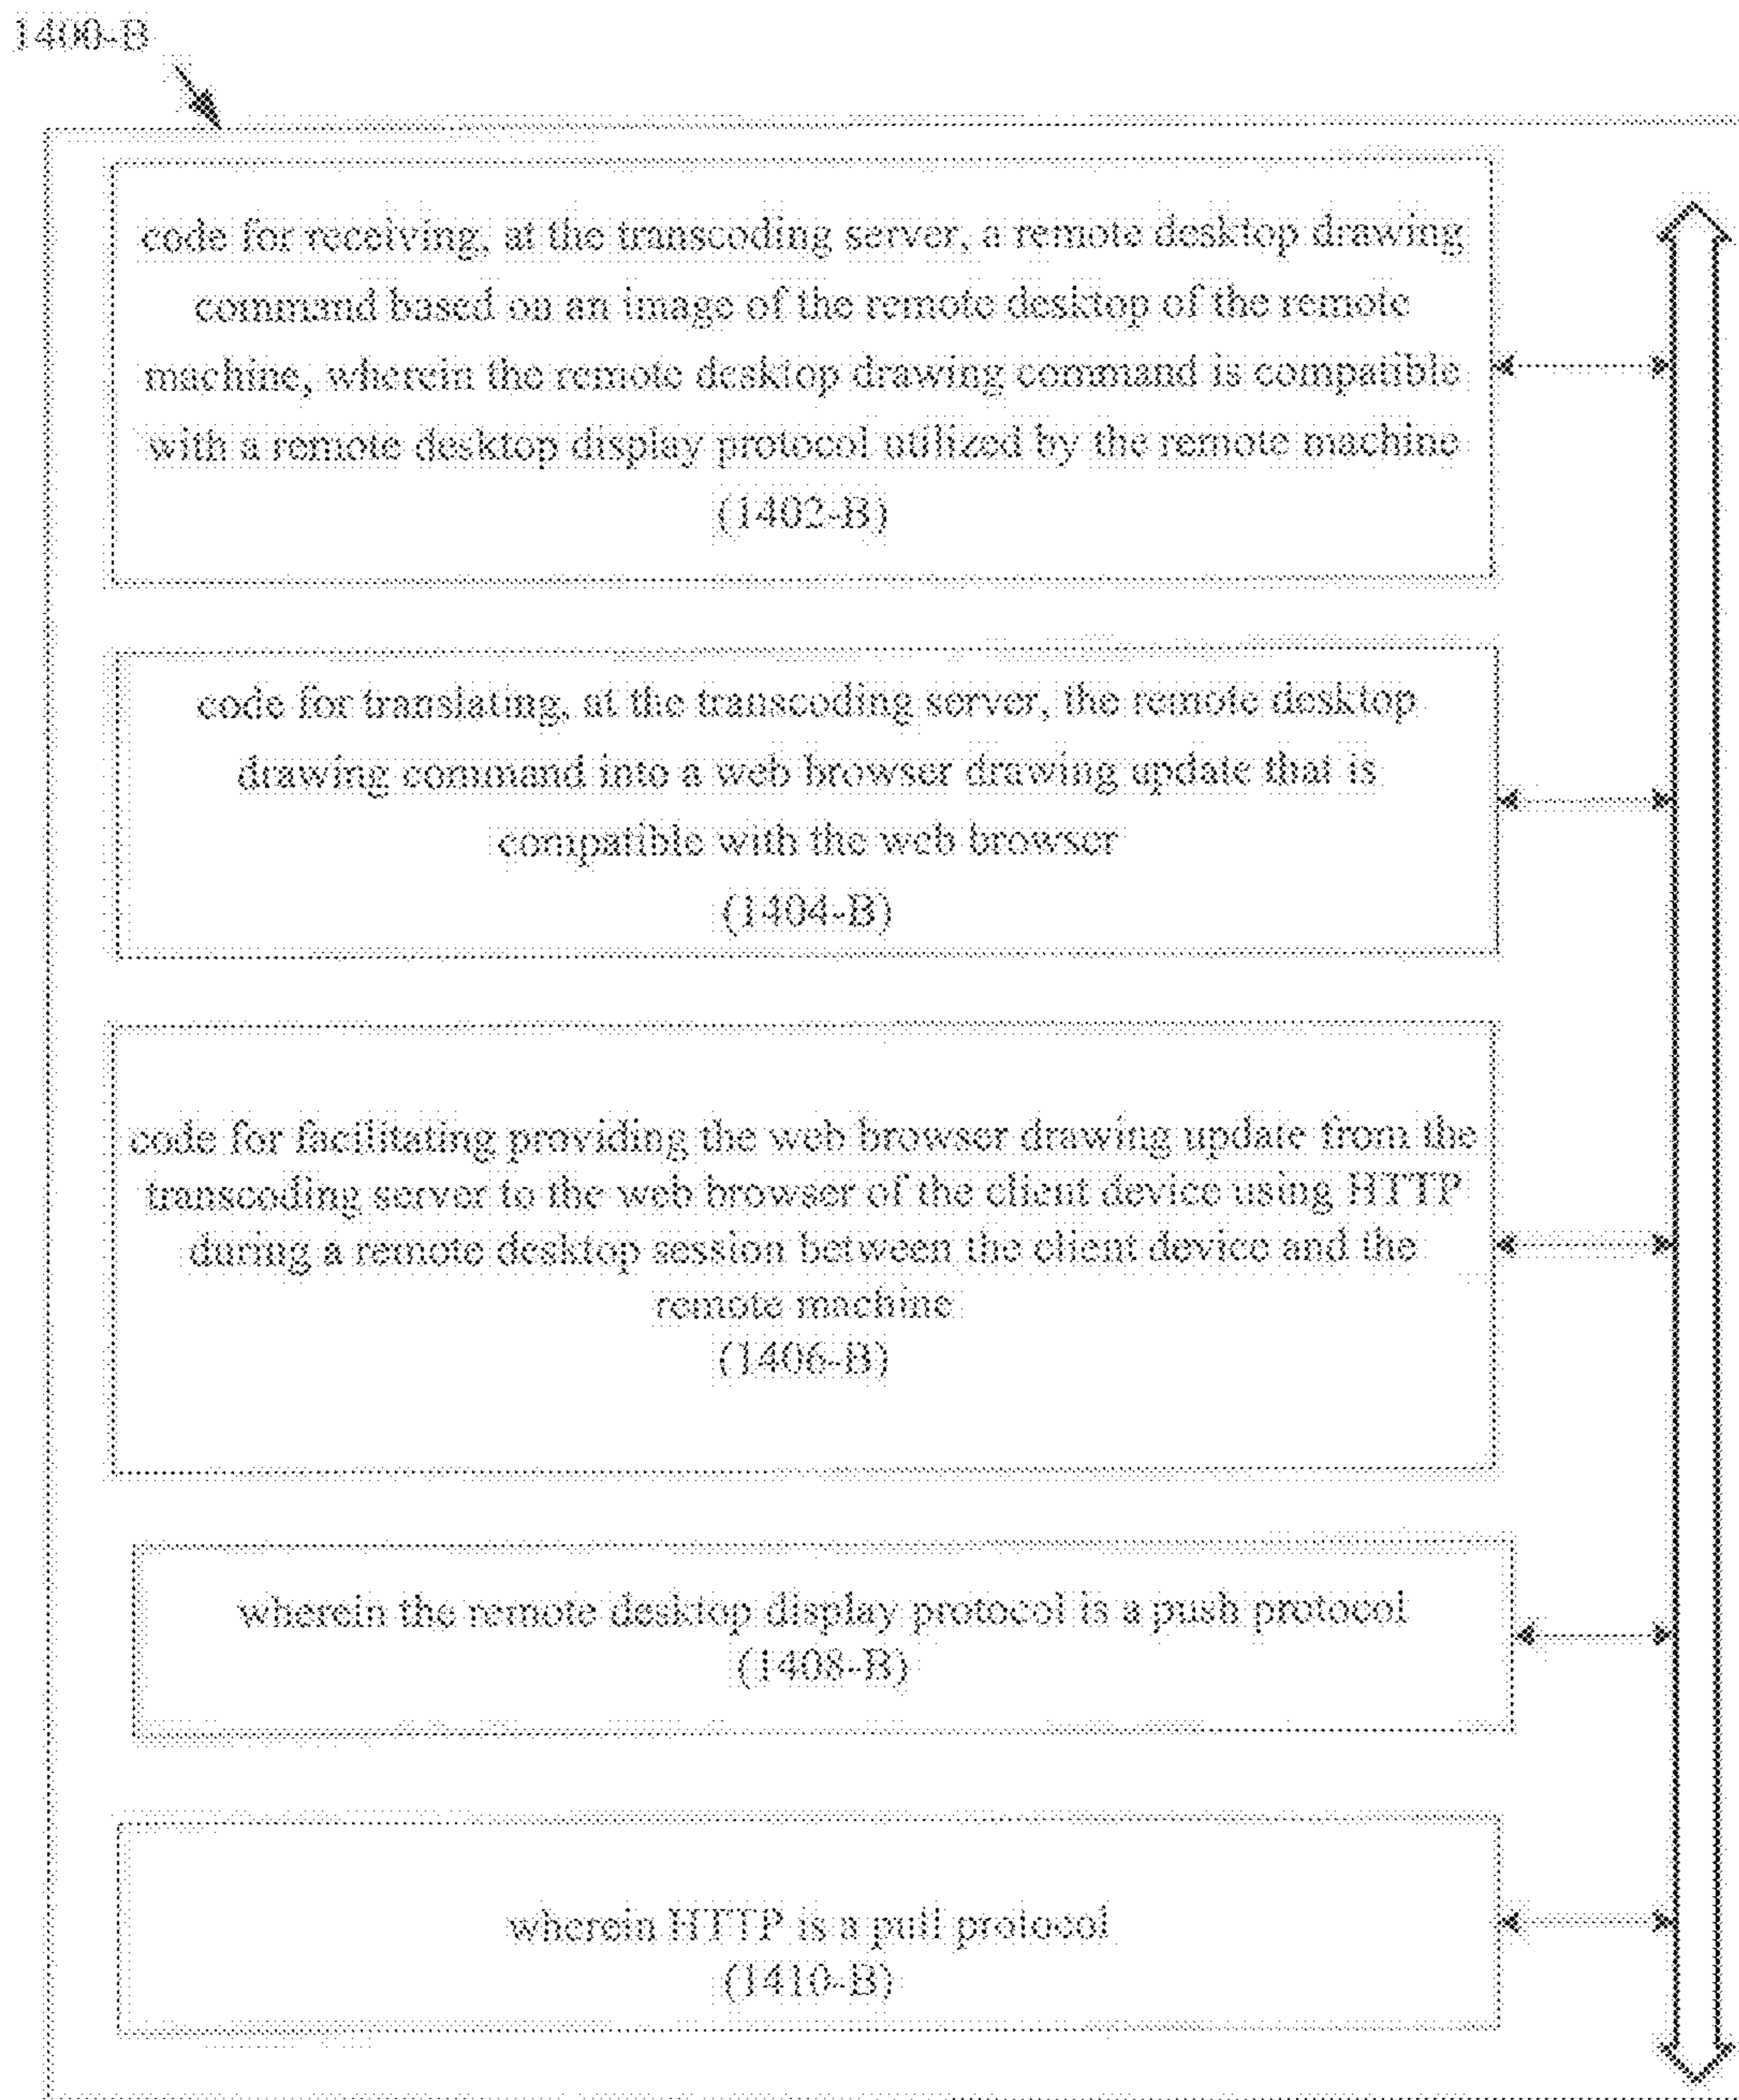 1400-B
code for receiving, at the transcoding server, a remote desktop drawing
command based on an image of the remote desktop of the remote
machine, wherein the remote desktop drawing command is compatible
with a remote desktop display protocol utilized by the remote machine
(1402-B)
code for translating, at the transcoding server, the remote desktop
drawing command into a web browser drawing update that is
compatible with the web browser
(1404-B)
code for facilitating providing the web browser drawing update from the
transcoding server to the web browser of the client device using HTTP
during a remote desktop session between the client device and the
remote machine
(1406-B)
wherein the remote desktop display protocol is a push protocol
(1408-B)
wherein HTTP is a pull protocol
(1410-B)